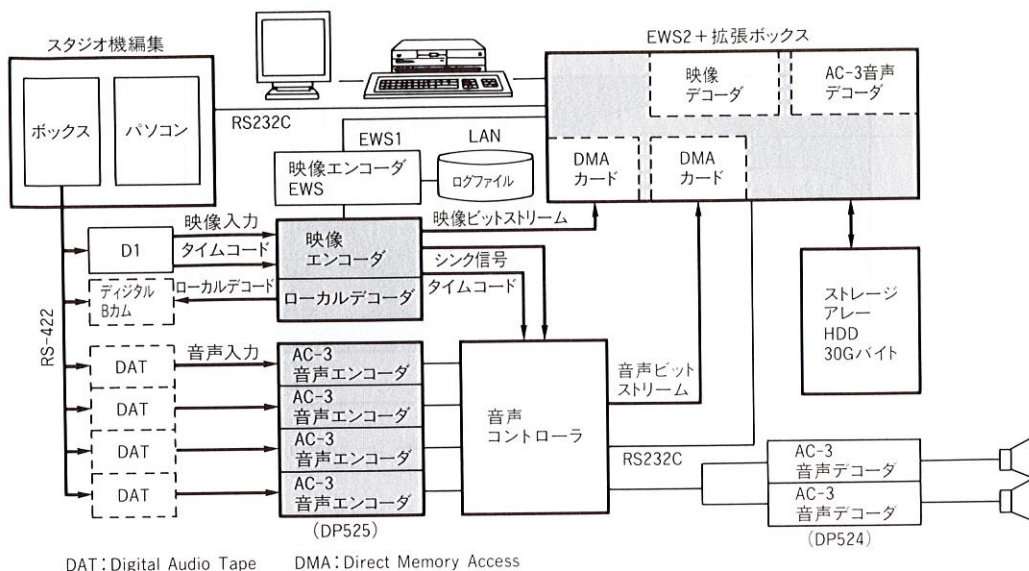 スタジオ機編集
ボックス
パソコン
RS232C
EWS2+拡張ボックス
映像
デコーダ
AC-3音声
デコーダ
DMA
カード
DMA
カード
EWS1
映像エンコーダ
EWS
LAN
ログファイル
映像ビットストリーム
D1
映像入力
タイムコード
映像
エンコーダ
シンク信号
タイムコード
ディジタル
Bカム
ローカルデコード
ローカルデコーダ
RS-422
ストレージ
アレー
HDD
30Gバイト
DAT
音声入力
AC-3
音声エンコーダ
DAT
AC-3
音声エンコーダ
DAT
AC-3
音声エンコーダ
DAT
AC-3
音声エンコーダ
(DP525)
音声
コントローラ
音声ビット
ストリーム
RS232C
AC-3
音声デコーダ
AC-3
音声デコーダ
(DP524)
DAT:Digital Audio Tape
DMA:Direct Memory Access